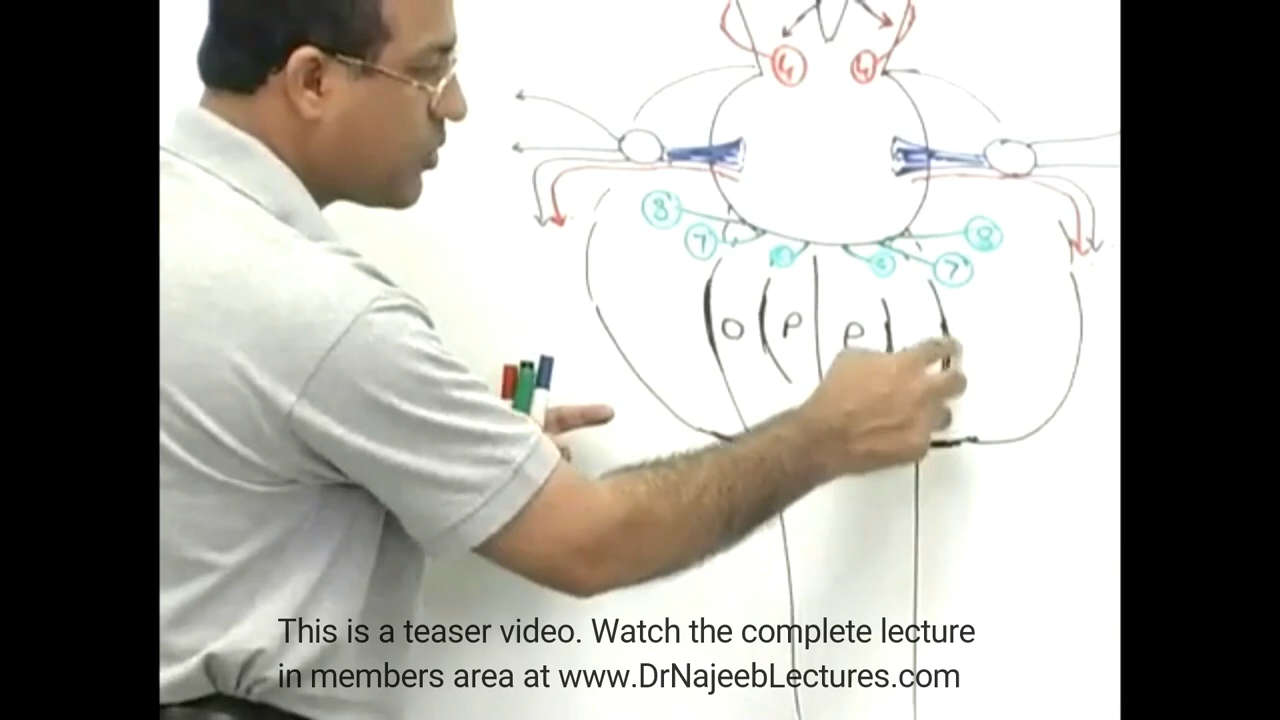 4 4
8 8
7 6 6 7
O P P
This is a teaser video. Watch the complete lecture
in members area at www.DrNajeebLectures.com